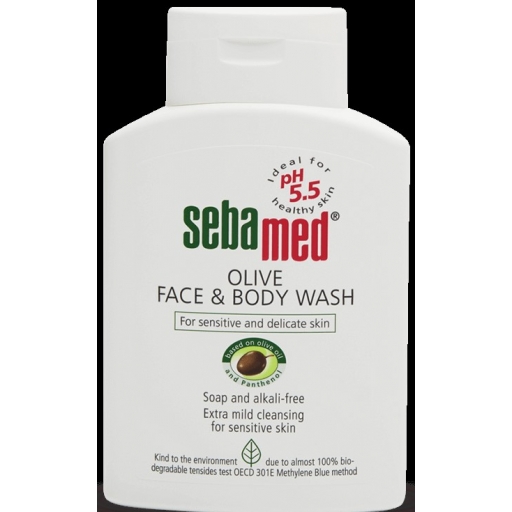 Ideal for
pH
5.5
healthy skin
sebamed®
OLIVE
FACE & BODY WASH
For sensitive and delicate skin
based on olive oil
and Panthenol
Soap and alkali-free
Extra mild cleansing
for sensitive skin
Kind to the environment due to almost 100% bio-
degradable tensides test OECD 301E Methylene Blue method